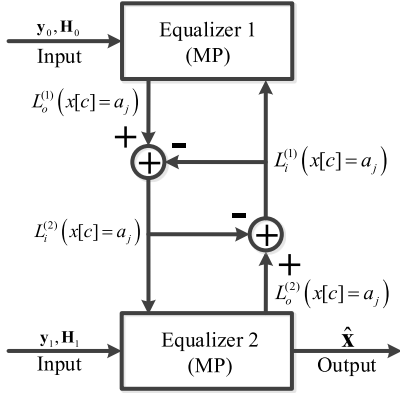 y₀, H₀
Input
Equalizer 1
(MP)
L_o^{(1)}(x[c]=a_j)
+
-
+
L_i^{(1)}(x[c]=a_j)
L_i^{(2)}(x[c]=a_j)
-
+
+
L_o^{(2)}(x[c]=a_j)
y₁, H₁
Input
Equalizer 2
(MP)
x̂
Output